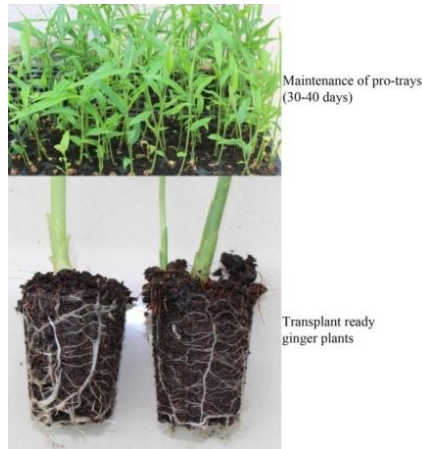 Maintenance of pro-trays
(30-40 days)
Transplant ready
ginger plants